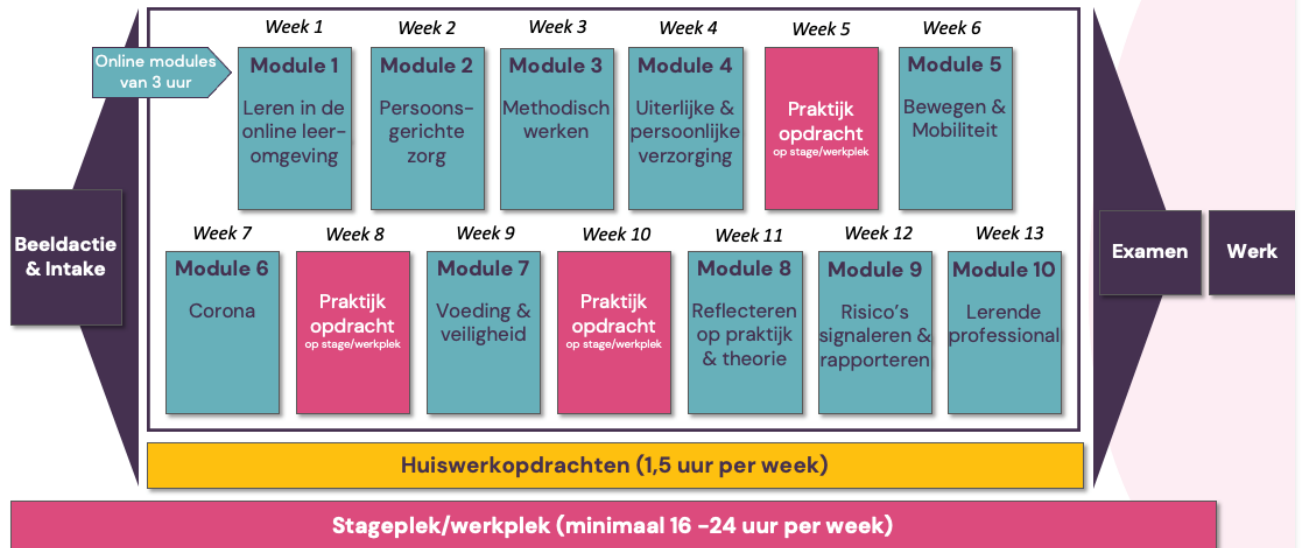 Week 1
Week 2
Week 3
Week 4
Week 5
Week 6
Online modules
van 3 uur
Module 1
Leren in de
online leer-
omgeving
Module 2
Persoons-
gerichte
zorg
Module 3
Methodisch
werken
Module 4
Uiterlijke &
persoonlijke
verzorging
Praktijk
opdracht
op stage/werkplek
Module 5
Bewegen &
Mobiliteit
Beeldactie
& Intake
Week 7
Week 8
Week 9
Week 10
Week 11
Week 12
Week 13
Module 6
Corona
Praktijk
opdracht
op stage/werkplek
Module 7
Voeding &
veiligheid
Praktijk
opdracht
op stage/werkplek
Module 8
Reflecteren
op praktijk
& theorie
Module 9
Risico's
signaleren &
rapporteren
Module 10
Lerende
professional
Examen
Werk
Huiswerkopdrachten (1,5 uur per week)
Stageplek/werkplek (minimaal 16 -24 uur per week)